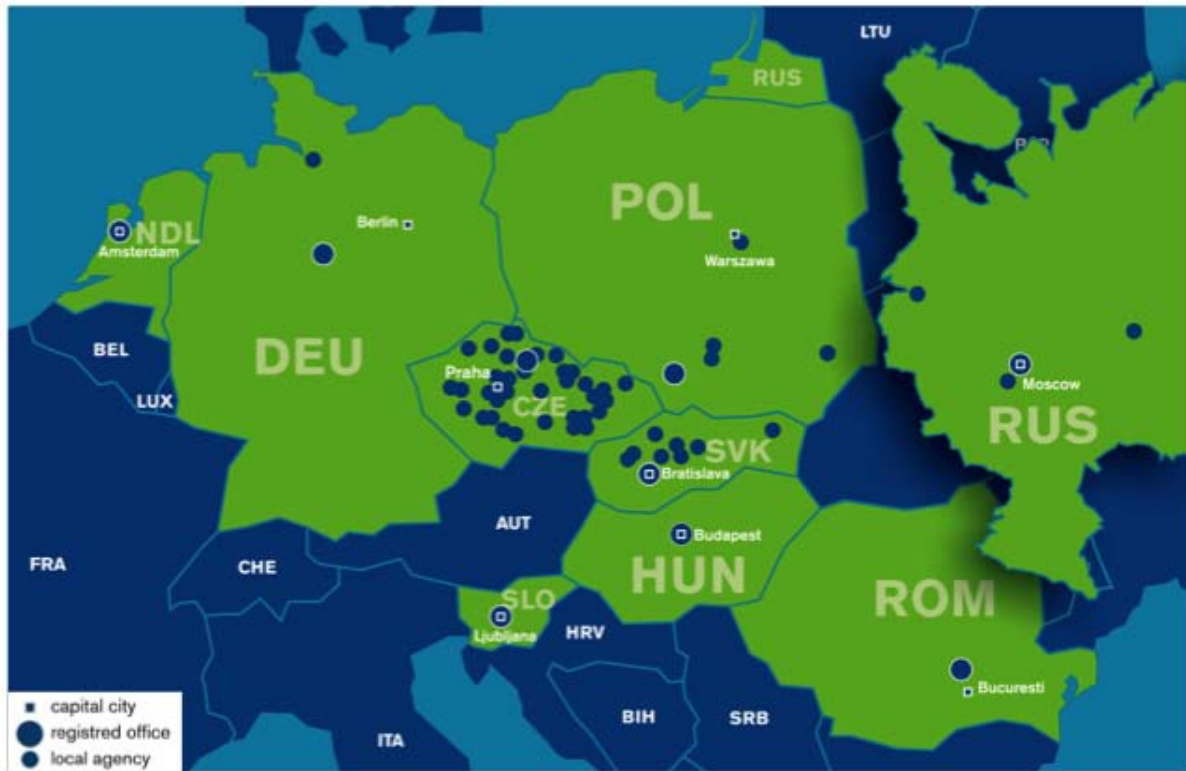 LTU
RUS
POL
NDL
Amsterdam
Berlin
Warszawa
DEU
BEL
LUX
Praha
CZE
Moscow
RUS
SVK
Bratislava
AUT
Budapest
FRA
CHE
HUN
SLO
Ljubljana
HRV
ROM
Bucuresti
ITA
BIH
SRB
capital city
registred office
local agency